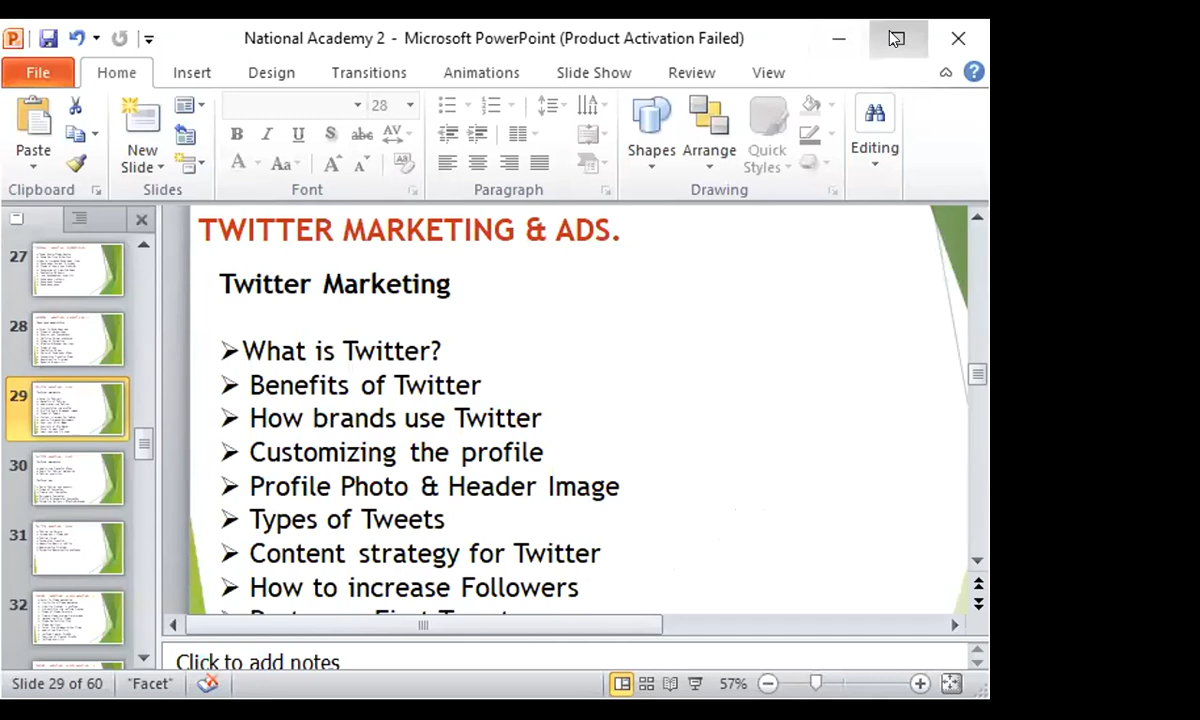 National Academy 2 - Microsoft PowerPoint (Product Activation Failed)
File Home Insert Design Transitions Animations Slide Show Review View
Paste
New
Slide
28
Shapes Arrange Quick
Styles
Editing
Clipboard Slides Font Paragraph Drawing
27
28
29
30
31
32
TWITTER MARKETING & ADS.
Twitter Marketing
What is Twitter?
Benefits of Twitter
How brands use Twitter
Customizing the profile
Profile Photo & Header Image
Types of Tweets
Content strategy for Twitter
How to increase Followers
Click to add notes
Slide 29 of 60 "Facet" 57%